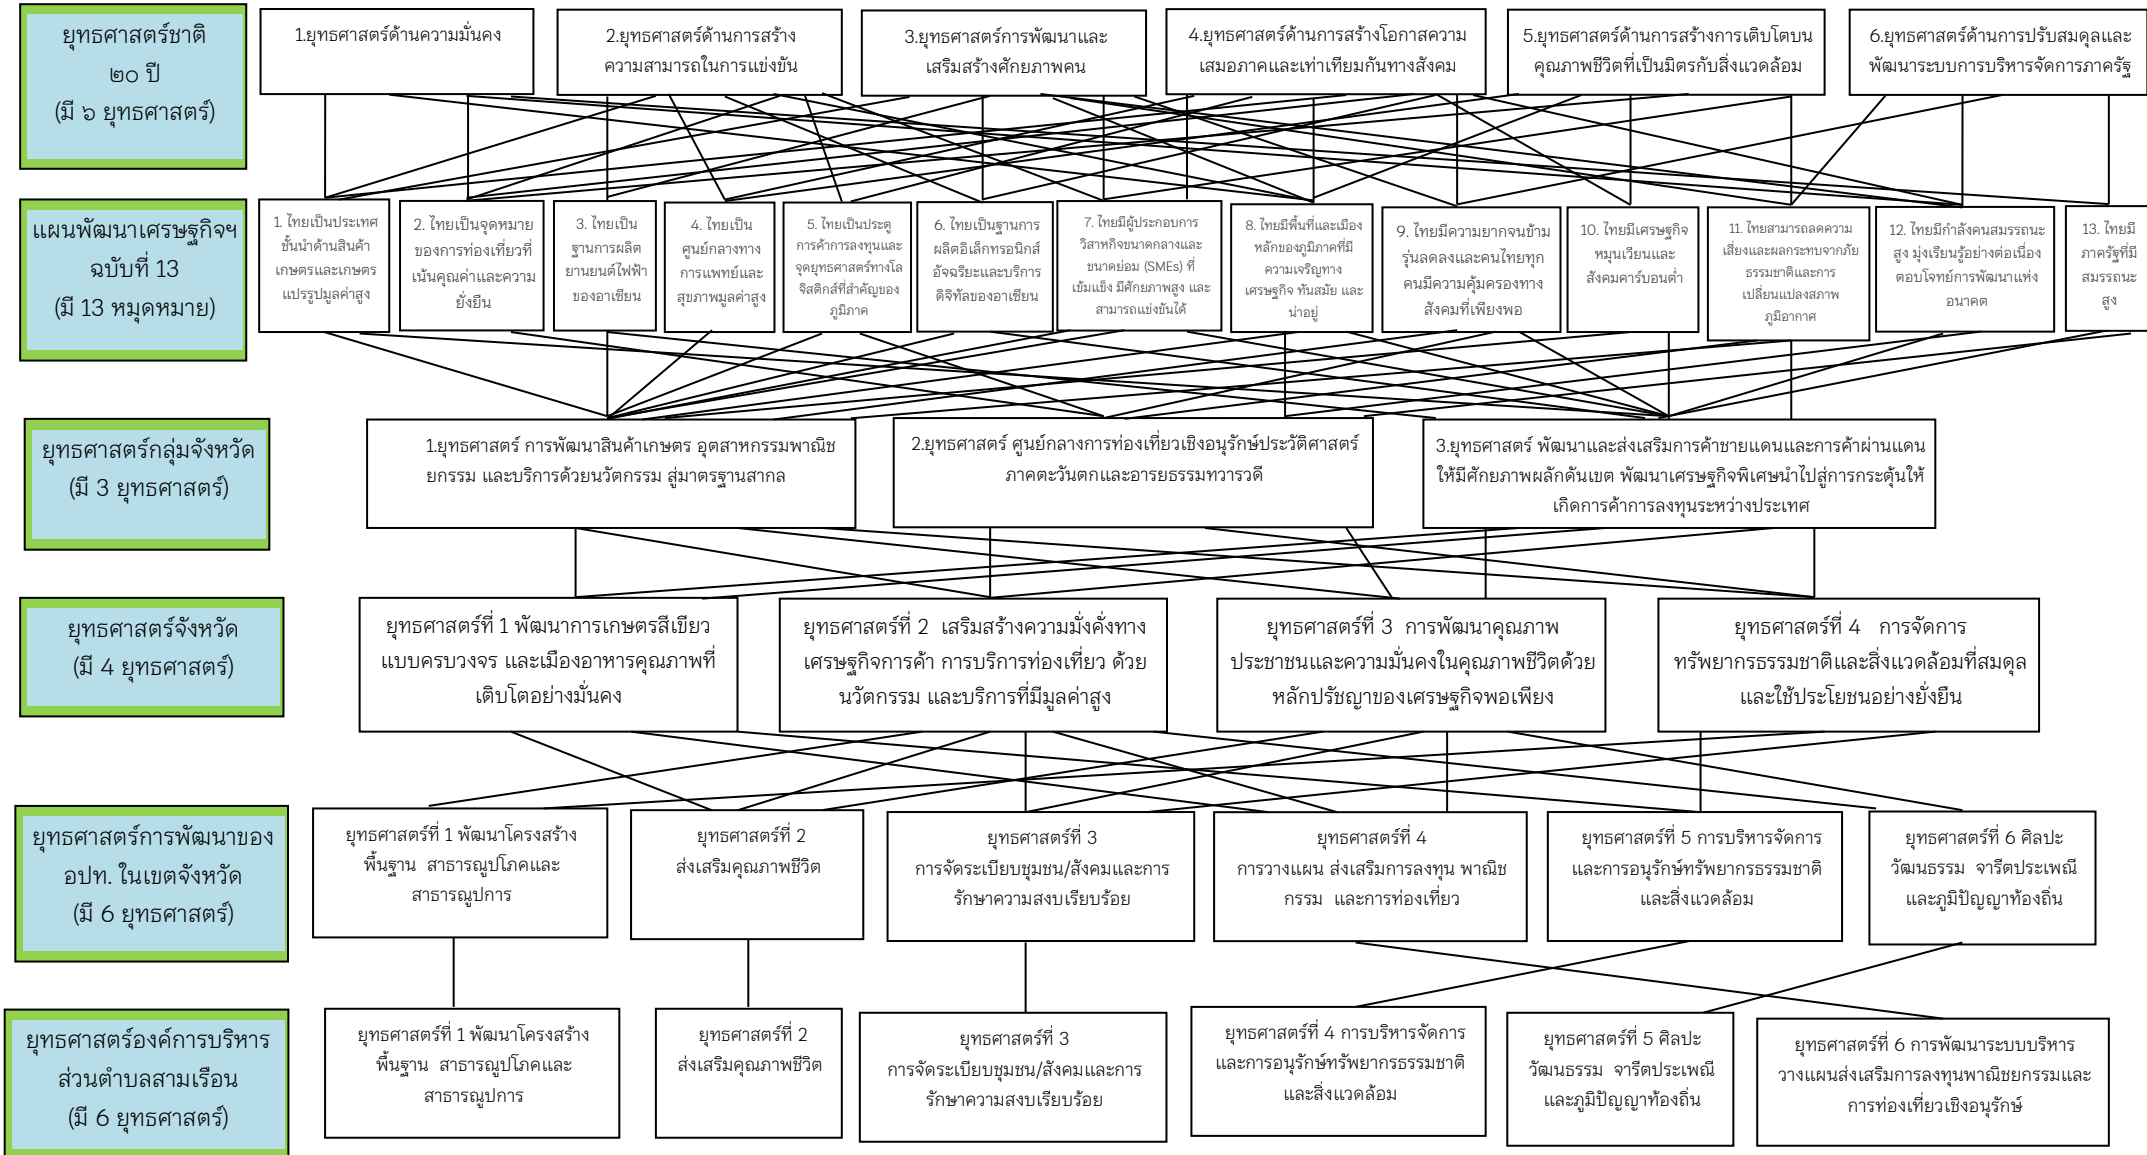 ยุทธศาสตร์ชาติ
๒๐ ปี
(มี ๖ ยุทธศาสตร์)
1.ยุทธศาสตร์ด้านความมั่นคง
2.ยุทธศาสตร์ด้านการสร้าง
ความสามารถในการแข่งขัน
3.ยุทธศาสตร์การพัฒนาและ
เสริมสร้างศักยภาพคน
4.ยุทธศาสตร์ด้านการสร้างโอกาสความ
เสมอภาคและเท่าเทียมกันทางสังคม
5.ยุทธศาสตร์ด้านการสร้างการเติบโตบน
คุณภาพชีวิตที่เป็นมิตรกับสิ่งแวดล้อม
6.ยุทธศาสตร์ด้านการปรับสมดุลและ
พัฒนาระบบการบริหารจัดการภาครัฐ
แผนพัฒนาเศรษฐกิจฯ
ฉบับที่ 13
(มี 13 หมุดหมาย)
1. ไทยเป็นประเทศ
ชั้นนำด้านสินค้า
เกษตรและเกษตร
แปรรูปมูลค่าสูง
2. ไทยเป็นจุดหมาย
ของการท่องเที่ยวที่
เน้นคุณค่าและความ
ยั่งยืน
3. ไทยเป็น
ฐานการผลิต
ยานยนต์ไฟฟ้า
ของอาเซียน
4. ไทยเป็น
ศูนย์กลางทาง
การแพทย์และ
สุขภาพมูลค่าสูง
5. ไทยเป็นประตู
การค้าการลงทุนและ
จุดยุทธศาสตร์ทางโล
จิสติกส์ที่สำคัญของ
ภูมิภาค
6. ไทยเป็นฐานการ
ผลิตอิเล็กทรอนิกส์
อัจฉริยะและบริการ
ดิจิทัลของอาเซียน
7. ไทยมีผู้ประกอบการ
วิสาหกิจขนาดกลางและ
ขนาดย่อม (SMEs) ที่
เข้มแข็ง มีศักยภาพสูง และ
สามารถแข่งขันได้
8. ไทยมีพื้นที่และเมือง
หลักของภูมิภาคที่มี
ความเจริญทาง
เศรษฐกิจ ทันสมัย และ
น่าอยู่
9. ไทยมีความยากจนข้าม
รุ่นลดลงและคนไทยทุก
คนมีความคุ้มครองทาง
สังคมที่เพียงพอ
10. ไทยมีเศรษฐกิจ
หมุนเวียนและ
สังคมคาร์บอนต่ำ
11. ไทยสามารถลดความ
เสี่ยงและผลกระทบจากภัย
ธรรมชาติและการ
เปลี่ยนแปลงสภาพ
ภูมิอากาศ
12. ไทยมีกำลังคนสมรรถนะ
สูง มุ่งเรียนรู้อย่างต่อเนื่อง
ตอบโจทย์การพัฒนาแห่ง
อนาคต
13. ไทยมี
ภาครัฐที่มี
สมรรถนะ
สูง
ยุทธศาสตร์กลุ่มจังหวัด
(มี 3 ยุทธศาสตร์)
1.ยุทธศาสตร์ การพัฒนาสินค้าเกษตร อุตสาหกรรมพาณิช
ยกรรม และบริการด้วยนวัตกรรม สู่มาตรฐานสากล
2.ยุทธศาสตร์ ศูนย์กลางการท่องเที่ยวเชิงอนุรักษ์ประวัติศาสตร์
ภาคตะวันตกและอารยธรรมทวารวดี
3.ยุทธศาสตร์ พัฒนาและส่งเสริมการค้าชายแดนและการค้าผ่านแดน
ให้มีศักยภาพผลักดันเขต พัฒนาเศรษฐกิจพิเศษนำไปสู่การกระตุ้นให้
เกิดการค้าการลงทุนระหว่างประเทศ
ยุทธศาสตร์จังหวัด
(มี 4 ยุทธศาสตร์)
ยุทธศาสตร์ที่ 1 พัฒนาการเกษตรสีเขียว
แบบครบวงจร และเมืองอาหารคุณภาพที่
เติบโตอย่างมั่นคง
ยุทธศาสตร์ที่ 2 เสริมสร้างความมั่งคั่งทาง
เศรษฐกิจการค้า การบริการท่องเที่ยว ด้วย
นวัตกรรม และบริการที่มีมูลค่าสูง
ยุทธศาสตร์ที่ 3 การพัฒนาคุณภาพ
ประชาชนและความมั่นคงในคุณภาพชีวิตด้วย
หลักปรัชญาของเศรษฐกิจพอเพียง
ยุทธศาสตร์ที่ 4 การจัดการ
ทรัพยากรธรรมชาติและสิ่งแวดล้อมที่สมดุล
และใช้ประโยชนอย่างยั่งยืน
ยุทธศาสตร์การพัฒนาของ
อปท. ในเขตจังหวัด
(มี 6 ยุทธศาสตร์)
ยุทธศาสตร์ที่ 1 พัฒนาโครงสร้าง
พื้นฐาน สาธารณูปโภคและ
สาธารณูปการ
ยุทธศาสตร์ที่ 2
ส่งเสริมคุณภาพชีวิต
ยุทธศาสตร์ที่ 3
การจัดระเบียบชุมชน/สังคมและการ
รักษาความสงบเรียบร้อย
ยุทธศาสตร์ที่ 4
การวางแผน ส่งเสริมการลงทุน พาณิช
กรรม และการท่องเที่ยว
ยุทธศาสตร์ที่ 5 การบริหารจัดการ
และการอนุรักษ์ทรัพยากรธรรมชาติ
และสิ่งแวดล้อม
ยุทธศาสตร์ที่ 6 ศิลปะ
วัฒนธรรม จารีตประเพณี
และภูมิปัญญาท้องถิ่น
ยุทธศาสตร์องค์การบริหาร
ส่วนตำบลสามเรือน
(มี 6 ยุทธศาสตร์)
ยุทธศาสตร์ที่ 1 พัฒนาโครงสร้าง
พื้นฐาน สาธารณูปโภคและ
สาธารณูปการ
ยุทธศาสตร์ที่ 2
ส่งเสริมคุณภาพชีวิต
ยุทธศาสตร์ที่ 3
การจัดระเบียบชุมชน/สังคมและการ
รักษาความสงบเรียบร้อย
ยุทธศาสตร์ที่ 4 การบริหารจัดการ
และการอนุรักษ์ทรัพยากรธรรมชาติ
และสิ่งแวดล้อม
ยุทธศาสตร์ที่ 5 ศิลปะ
วัฒนธรรม จารีตประเพณี
และภูมิปัญญาท้องถิ่น
ยุทธศาสตร์ที่ 6 การพัฒนาระบบบริหาร
วางแผนส่งเสริมการลงทุนพาณิชยกรรมและ
การท่องเที่ยวเชิงอนุรักษ์